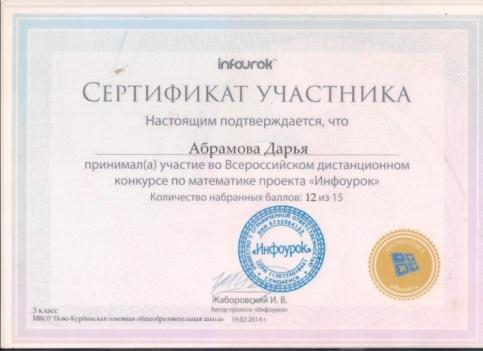 infourok
СЕРТИФИКАТ УЧАСТНИКА
Настоящим подтверждается, что
Абрамова Дарья
принимал(а) участие во Всероссийском дистанционном
конкурсе по математике проекта «Инфоурок»
Количество набранных баллов: 12 из 15
«Инфоурок»
МАТЕМАТИКА
Жаборовский И. В.
Автор проекта «Инфоурок»
3 класс
МБОУ Ново-Курбинская основная общеобразовательная школа
19.02.2014 г.